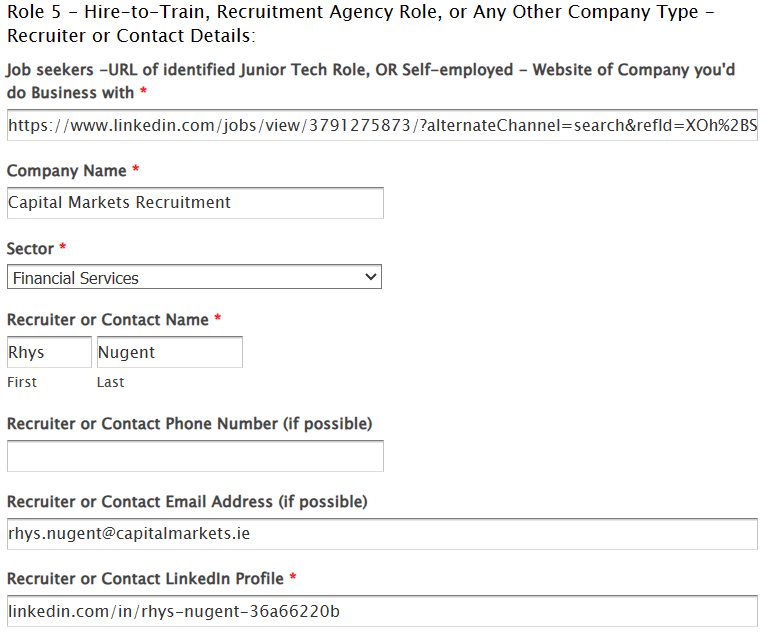 Role 5 – Hire-to-Train, Recruitment Agency Role, or Any Other Company Type –
Recruiter or Contact Details:
Job seekers –URL of identified Junior Tech Role, OR Self-employed – Website of Company you'd
do Business with *
https://www.linkedin.com/jobs/view/3791275873/?alternateChannel=search&refId=XOh%2BS
Company Name *
Capital Markets Recruitment
Sector *
Financial Services
Recruiter or Contact Name *
Rhys Nugent
First Last
Recruiter or Contact Phone Number (if possible)
Recruiter or Contact Email Address (if possible)
rhys.nugent@capitalmarkets.ie
Recruiter or Contact LinkedIn Profile *
linkedin.com/in/rhys-nugent-36a66220b